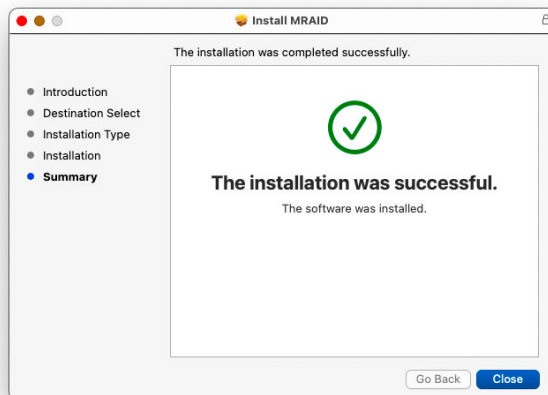 Install MRAID
The installation was completed successfully.
Introduction
Destination Select
Installation Type
Installation
Summary
The installation was successful.
The software was installed.
Go Back
Close